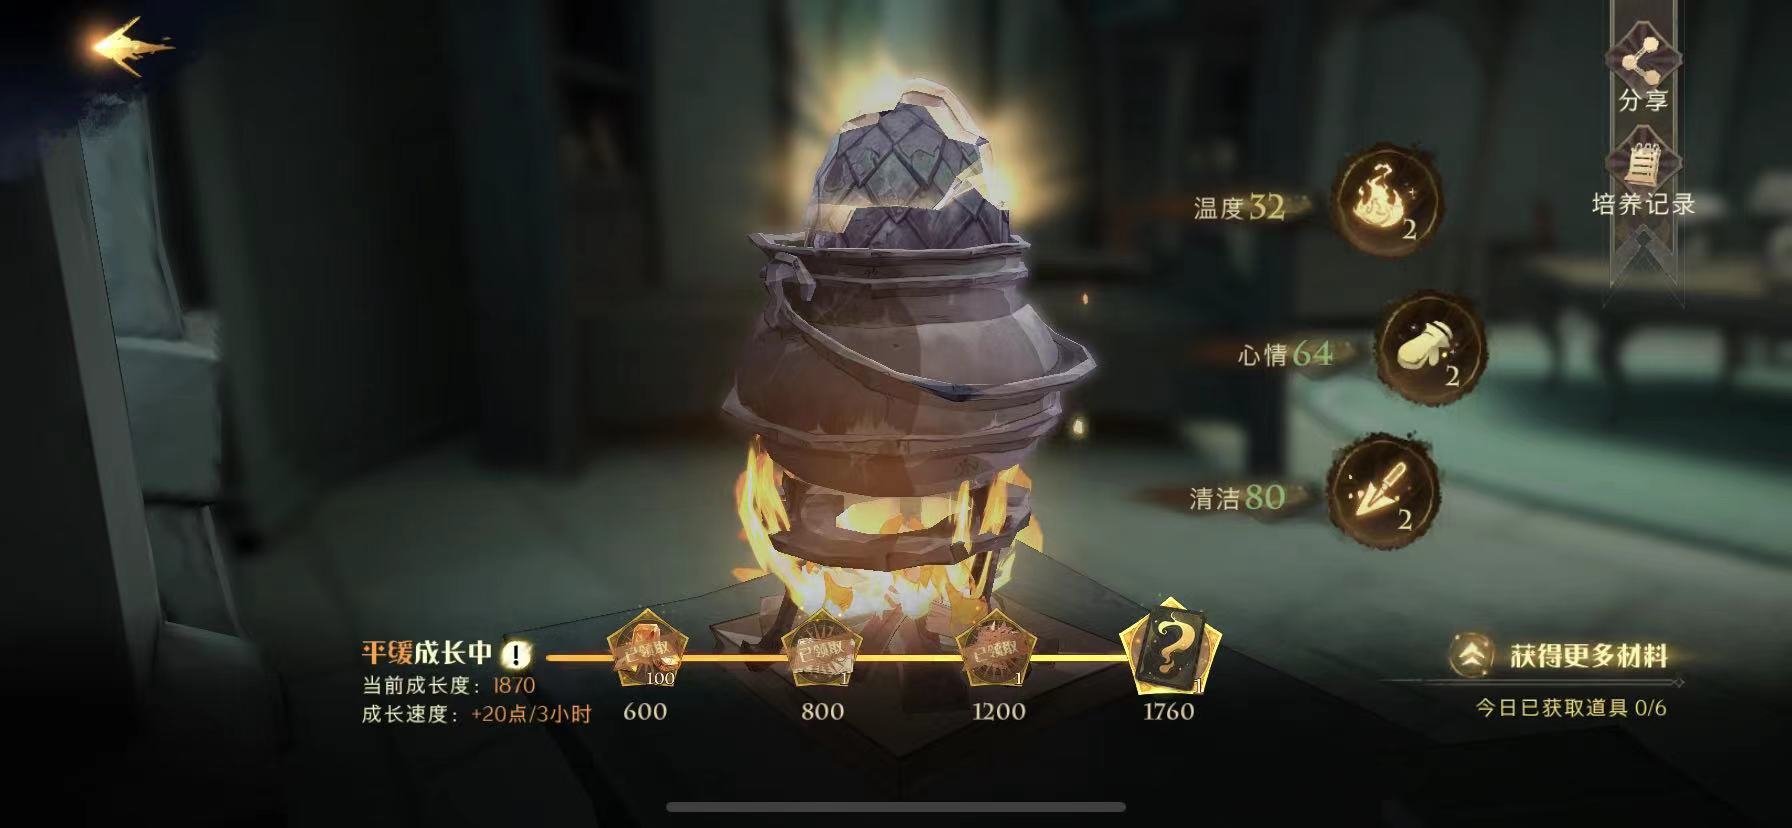 分享
培养记录
温度32
2
心情64
2
清洁80
2
平缓成长中
当前成长度：1870
成长速度：+20点/3小时
已领取
100
600
已领取
1
800
已领取
1
1200
1
1760
获得更多材料
今日已获取道具 0/6